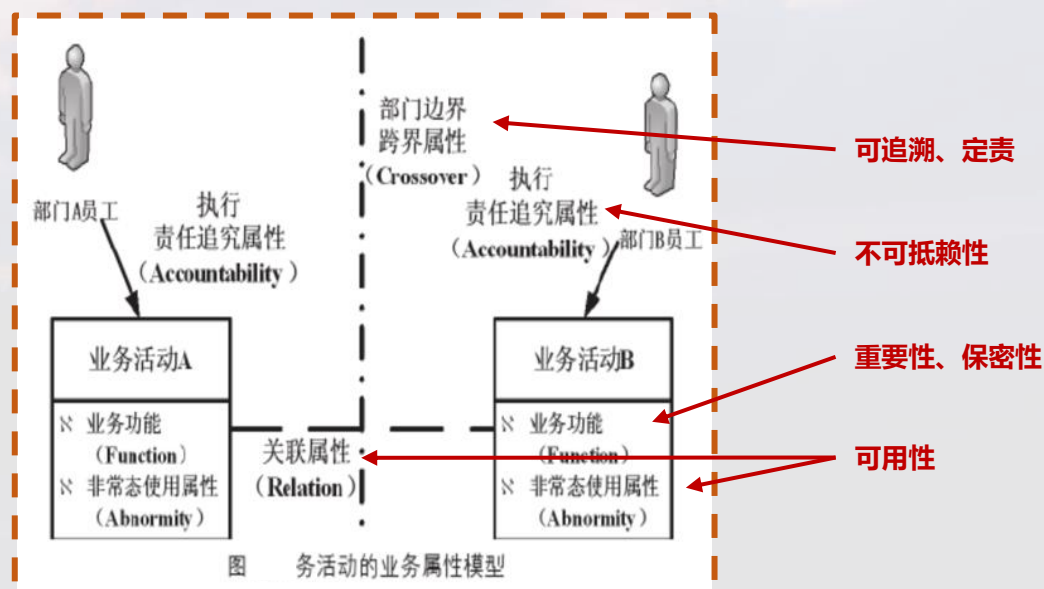 部门边界
跨界属性
（Crossover）
部门A员工
执行
责任追究属性
（Accountability）
执行
责任追究属性
（Accountability）
部门B员工
业务活动A
业务功能
（Function）
非常态使用属性
（Abnormity）
关联属性
（Relation）
业务活动B
业务功能
（Function）
非常态使用属性
（Abnormity）
图 务活动的业务属性模型
可追溯、定责
不可抵赖性
重要性、保密性
可用性